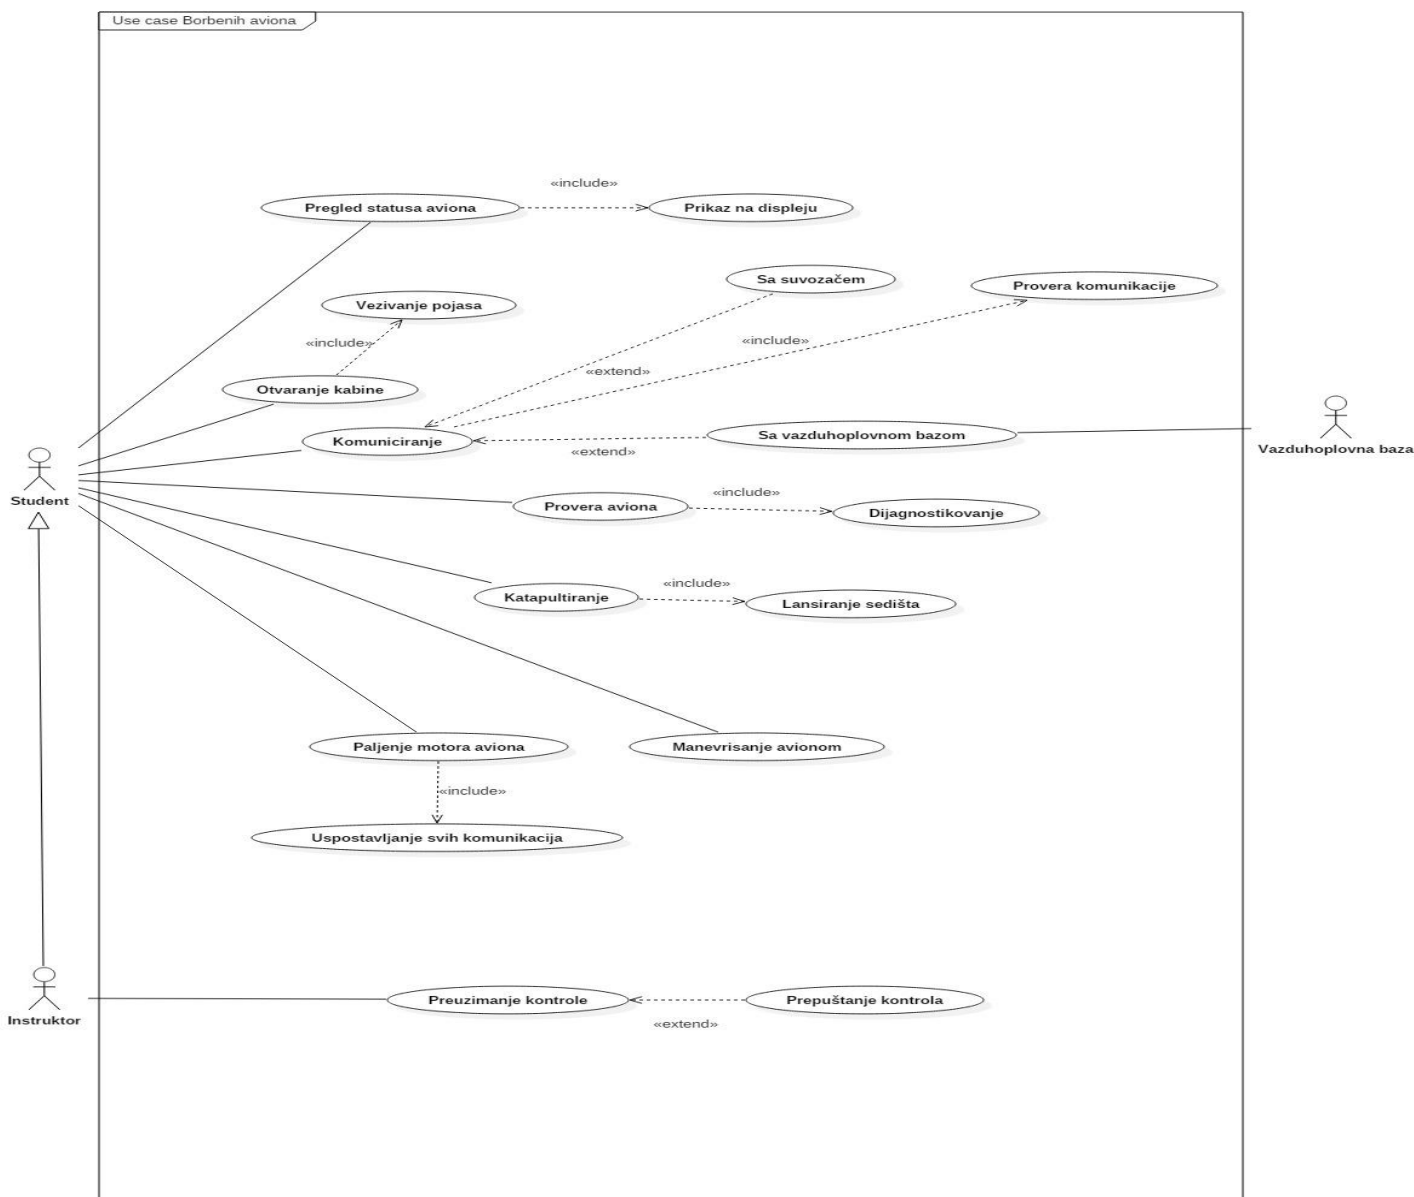 Use case Borbenih aviona
«include»
Pregled statusa aviona
Prikaz na displeju
Sa suvozačem
Provera komunikacije
Vezivanje pojasa
«include»
«include»
«extend»
Otvaranje kabine
Komuniciranje
Sa vazduhoplovnom bazom
«extend»
Vazduhoplovna baza
Student
«include»
Provera aviona
Dijagnostikovanje
«include»
Katapultiranje
Lansiranje sedišta
Paljenje motora aviona
Manevrisanje avionom
«include»
Uspostavljanje svih komunikacija
Instruktor
Preuzimanje kontrole
Prepuštanje kontrola
«extend»